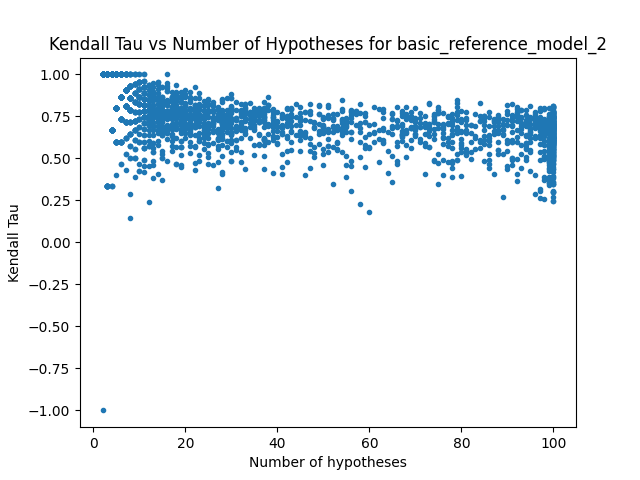 Kendall Tau vs Number of Hypotheses for basic_reference_model_2
1.00
0.75
0.50
0.25
0.00
−0.25
−0.50
−0.75
−1.00
Kendall Tau
0 20 40 60 80 100
Number of hypotheses